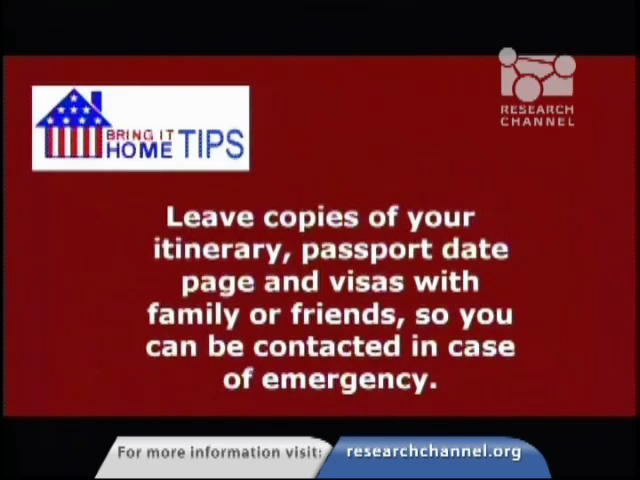 RESEARCH
CHANNEL
BRING IT
HOME TIPS
Leave copies of your
itinerary, passport date
page and visas with
family or friends, so you
can be contacted in case
of emergency.
For more information visit: researchchannel.org